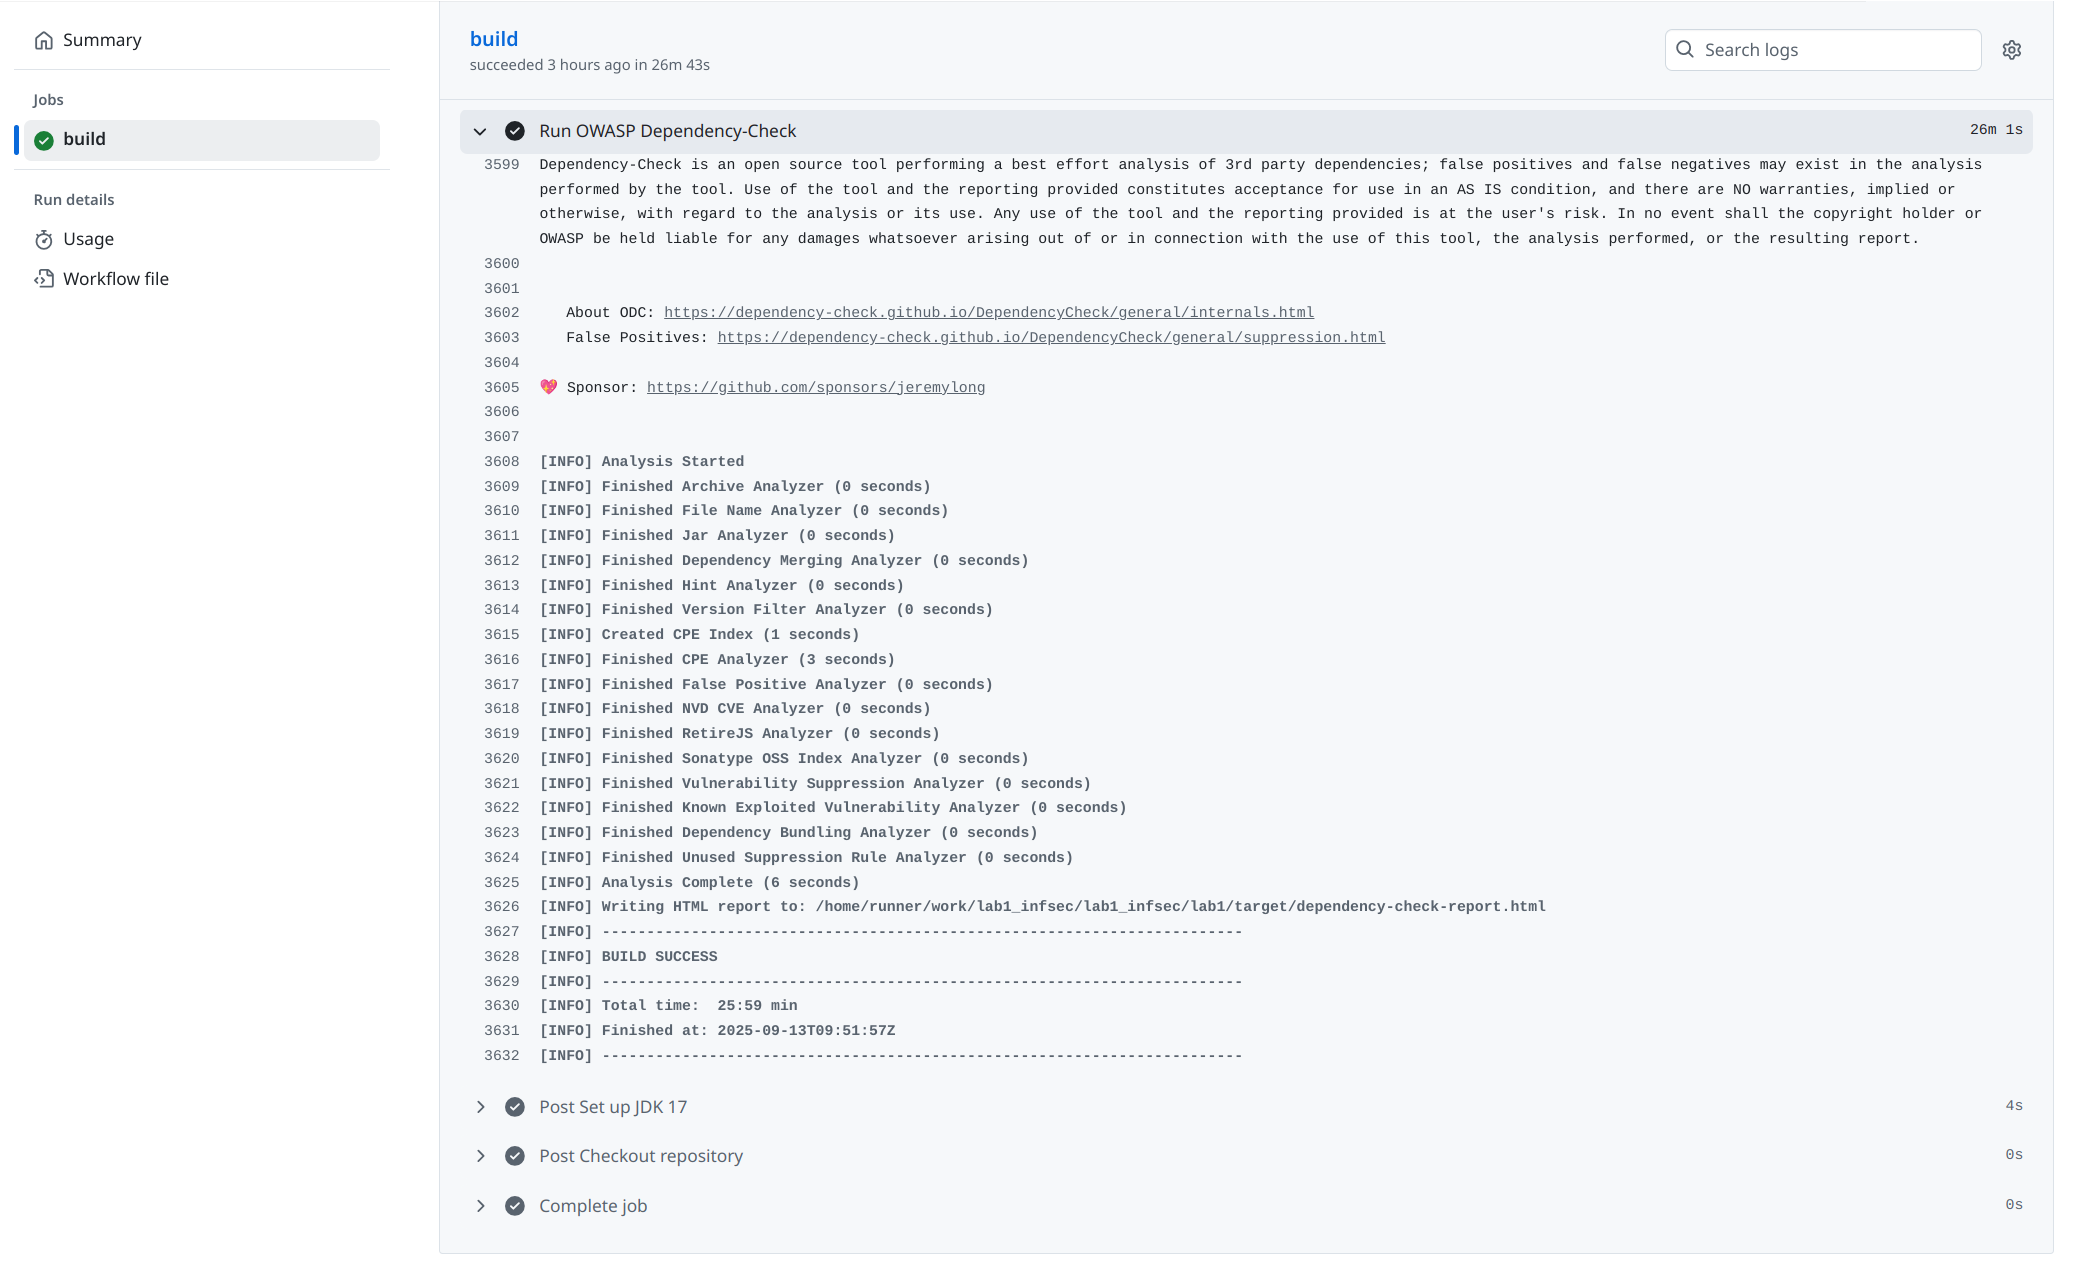 Summary
Jobs
build
Run details
Usage
Workflow file
build
succeeded 3 hours ago in 26m 43s
Search logs
Run OWASP Dependency-Check 26m 1s
3599 Dependency-Check is an open source tool performing a best effort analysis of 3rd party dependencies; false positives and false negatives may exist in the analysis
performed by the tool. Use of the tool and the reporting provided constitutes acceptance for use in an AS IS condition, and there are NO warranties, implied or
otherwise, with regard to the analysis or its use. Any use of the tool and the reporting provided is at the user's risk. In no event shall the copyright holder or
OWASP be held liable for any damages whatsoever arising out of or in connection with the use of this tool, the analysis performed, or the resulting report.
3600
3601
3602 About ODC: https://dependency-check.github.io/DependencyCheck/general/internals.html
3603 False Positives: https://dependency-check.github.io/DependencyCheck/general/suppression.html
3604
3605 💖 Sponsor: https://github.com/sponsors/jeremylong
3606
3607
3608 [INFO] Analysis Started
3609 [INFO] Finished Archive Analyzer (0 seconds)
3610 [INFO] Finished File Name Analyzer (0 seconds)
3611 [INFO] Finished Jar Analyzer (0 seconds)
3612 [INFO] Finished Dependency Merging Analyzer (0 seconds)
3613 [INFO] Finished Hint Analyzer (0 seconds)
3614 [INFO] Finished Version Filter Analyzer (0 seconds)
3615 [INFO] Created CPE Index (1 seconds)
3616 [INFO] Finished CPE Analyzer (3 seconds)
3617 [INFO] Finished False Positive Analyzer (0 seconds)
3618 [INFO] Finished NVD CVE Analyzer (0 seconds)
3619 [INFO] Finished RetireJS Analyzer (0 seconds)
3620 [INFO] Finished Sonatype OSS Index Analyzer (0 seconds)
3621 [INFO] Finished Vulnerability Suppression Analyzer (0 seconds)
3622 [INFO] Finished Known Exploited Vulnerability Analyzer (0 seconds)
3623 [INFO] Finished Dependency Bundling Analyzer (0 seconds)
3624 [INFO] Finished Unused Suppression Rule Analyzer (0 seconds)
3625 [INFO] Analysis Complete (6 seconds)
3626 [INFO] Writing HTML report to: /home/runner/work/lab1_infsec/lab1_infsec/lab1/target/dependency-check-report.html
3627 [INFO] ------------------------------------------------------------------------
3628 [INFO] BUILD SUCCESS
3629 [INFO] ------------------------------------------------------------------------
3630 [INFO] Total time:  25:59 min
3631 [INFO] Finished at: 2025-09-13T09:51:57Z
3632 [INFO] ------------------------------------------------------------------------
Post Set up JDK 17 4s
Post Checkout repository 0s
Complete job 0s